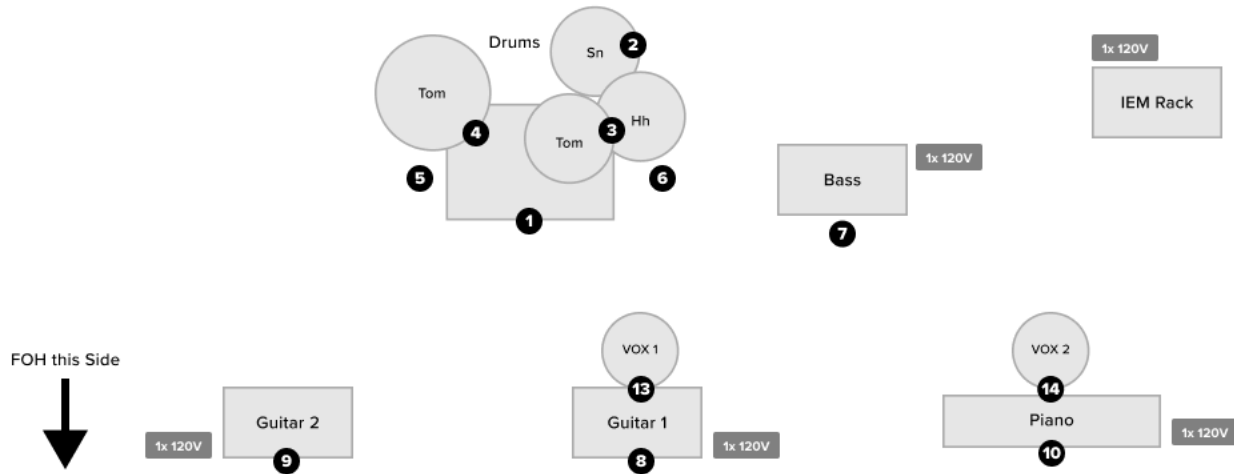 Drums
Sn
2
1x 120V
IEM Rack
Tom
4
Hh
3
Tom
5
6
1
Bass
1x 120V
7
FOH this Side
VOX 1
13
VOX 2
14
Guitar 2
1x 120V
9
Guitar 1
1x 120V
8
Piano
1x 120V
10